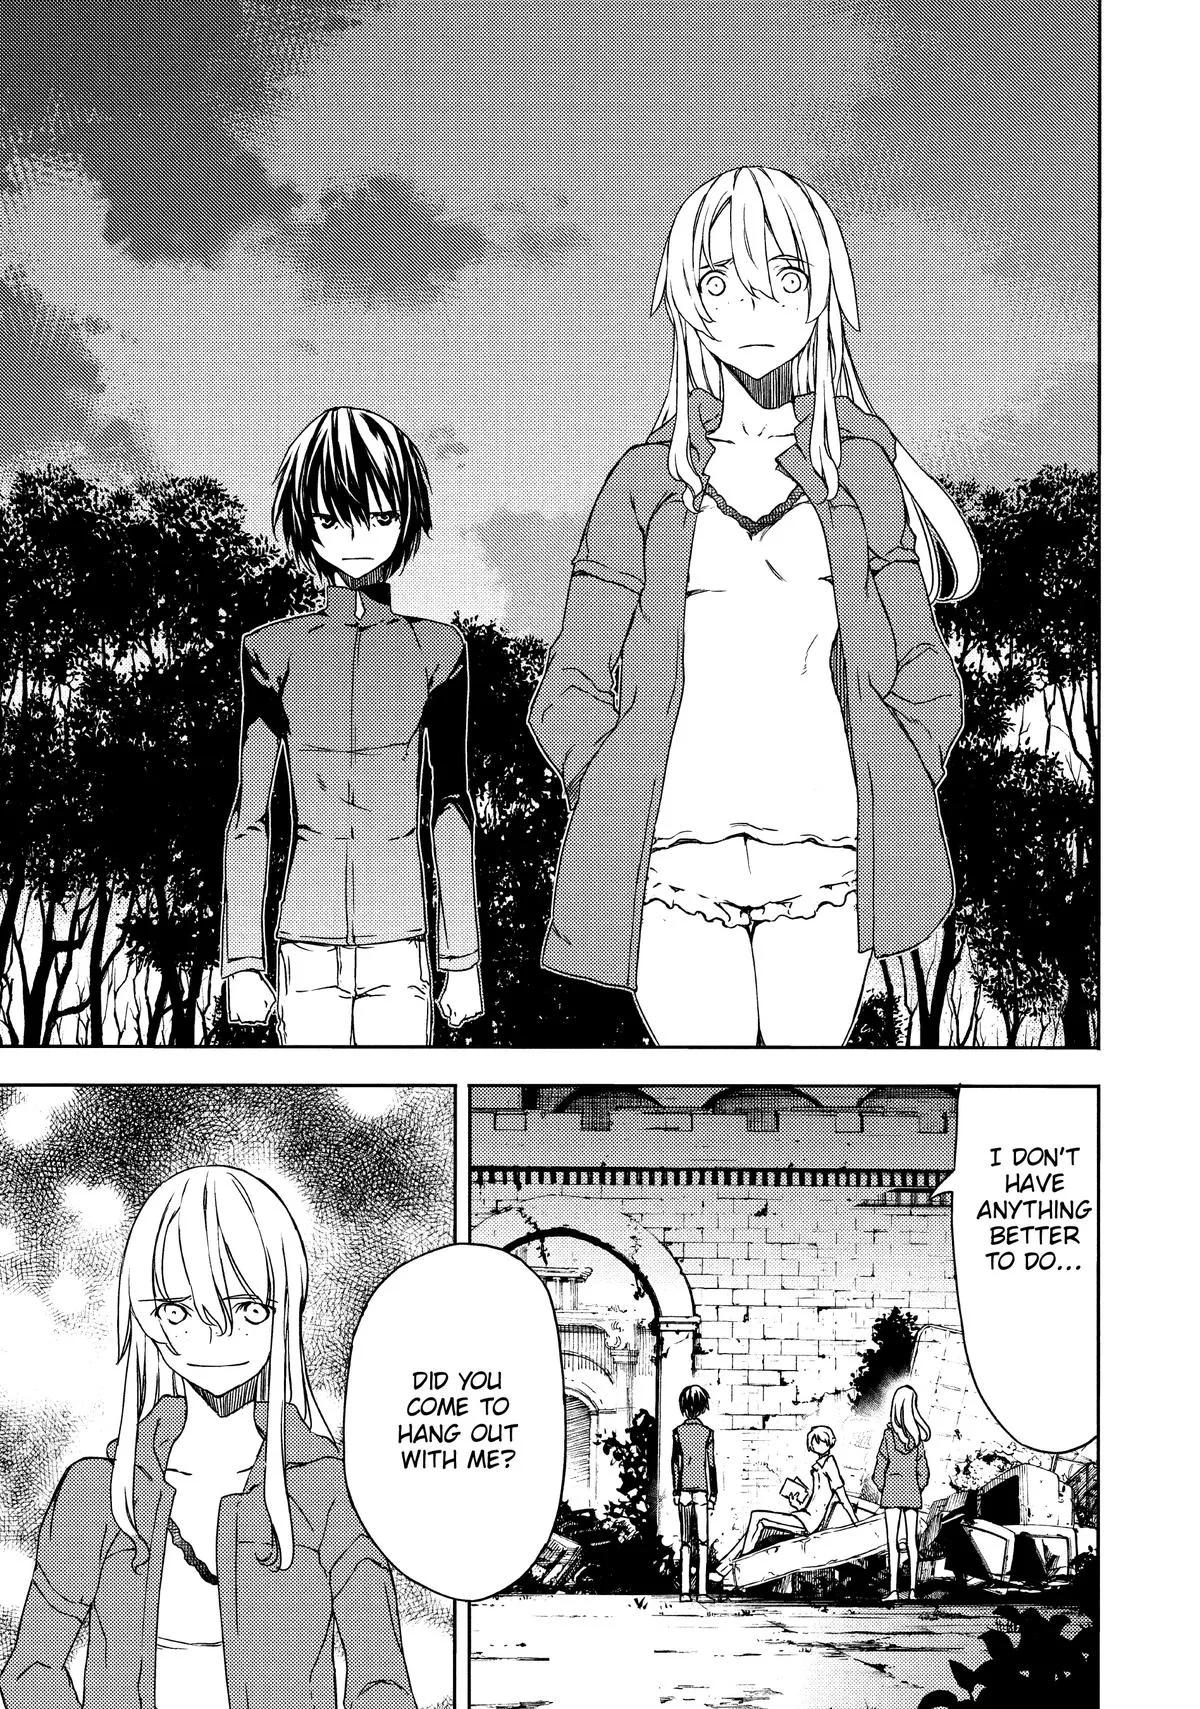 I DON'T
HAVE
ANYTHING
BETTER
TO DO...
DID YOU
COME TO
HANG OUT
WITH ME?